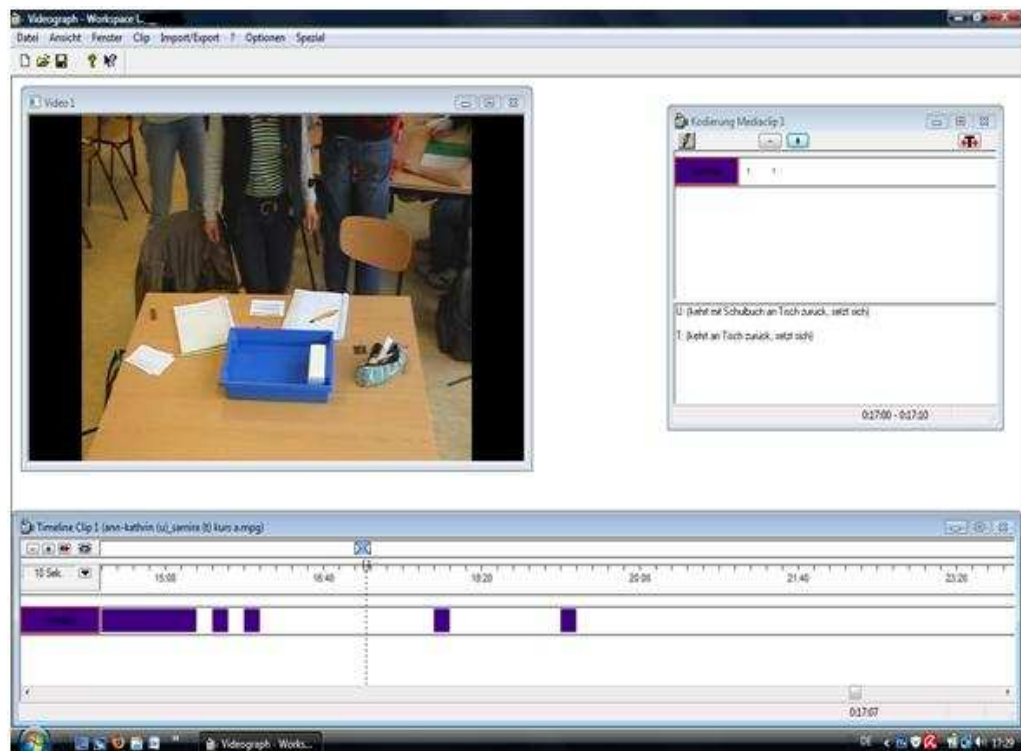 Videograph - Workspace
Datei Ansicht Fenster Clip Import/Export ? Optionen Spezial
Video 1
Kodierung Mediaclip 1
1 1
U: (kehrt mit Schulbuch an Tisch zurück, setzt sich)
T: (kehrt an Tisch zurück, setzt sich)
0:17:00 - 0:17:10
Timeline Clip 1 (ann-kathrin (u)_samira (t) kurs a.mpg)
10 Sek.
15:00 16:40 18:20 20:00 21:40 23:20
0:17:07
Videograph - Works...
DE
17:29